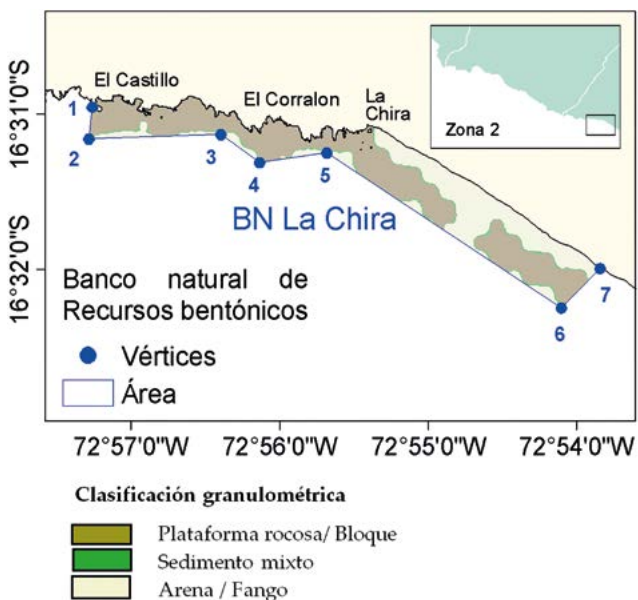 El Castillo
El Corralon
La
Chira
Zona 2
1
2
3
4
5
6
7
BN La Chira
16°31'0"S
16°32'0"S
Banco natural de
Recursos bentónicos
Vértices
Área
72°57'0"W
72°56'0"W
72°55'0"W
72°54'0"W
Clasificación granulométrica
Plataforma rocosa/ Bloque
Sedimento mixto
Arena / Fango